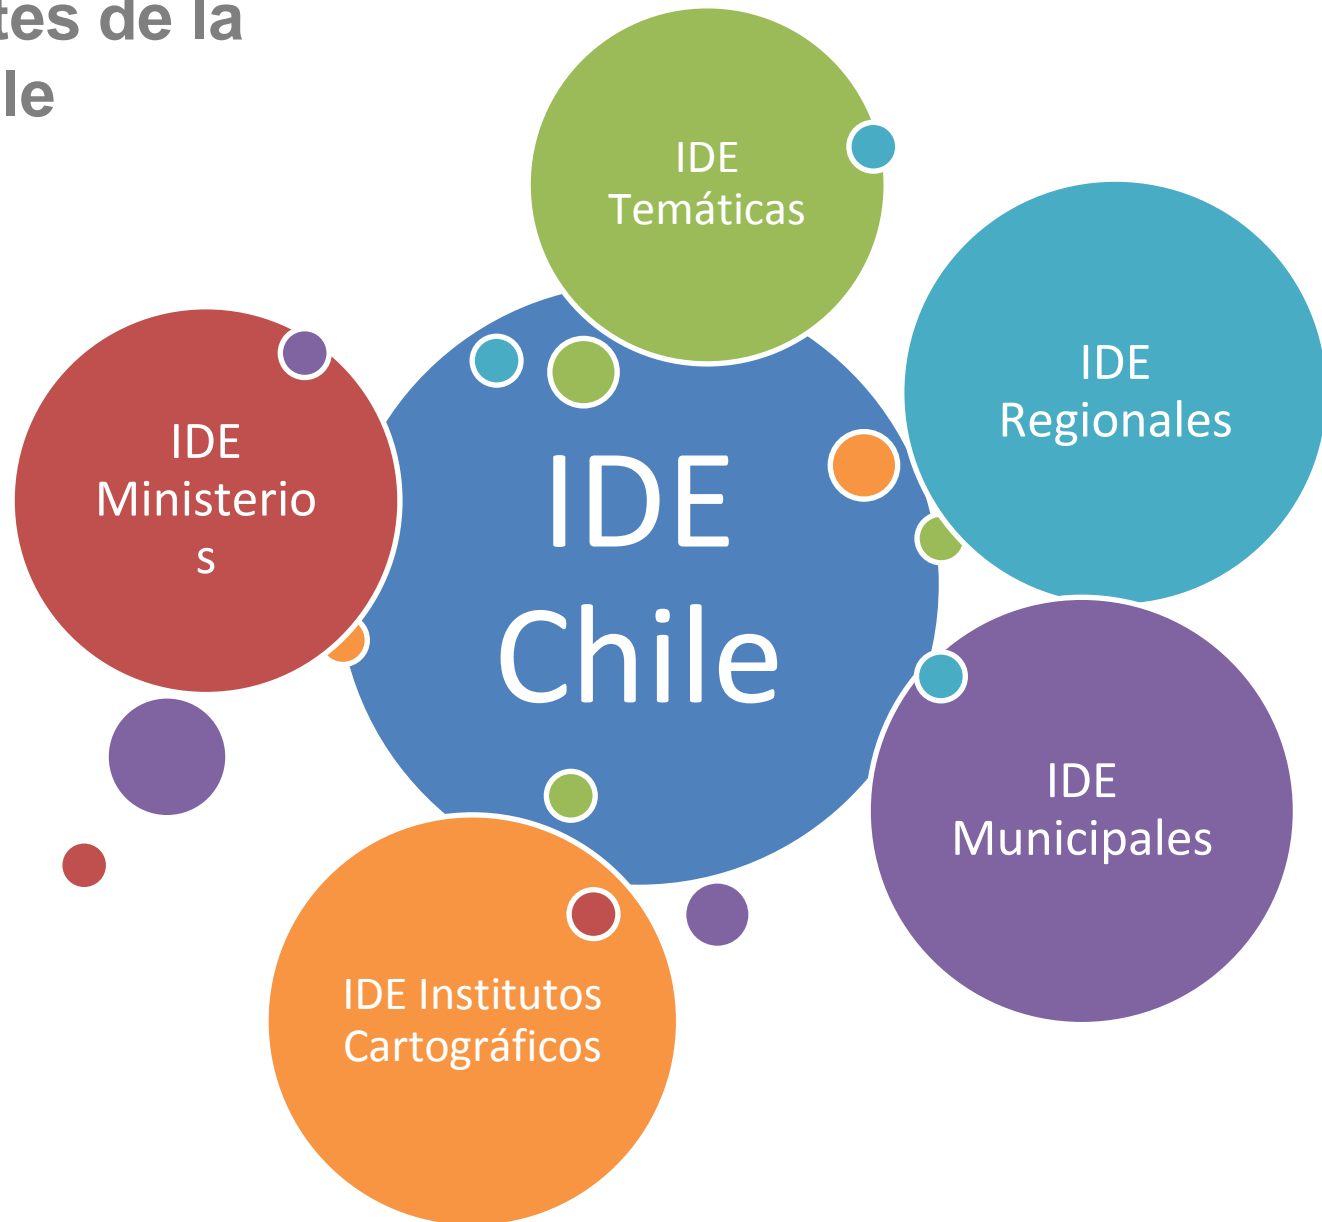 tes de la
le
IDE
Temáticas
IDE
Regionales
IDE
Ministerio
s
IDE
Chile
IDE
Municipales
IDE Institutos
Cartográficos